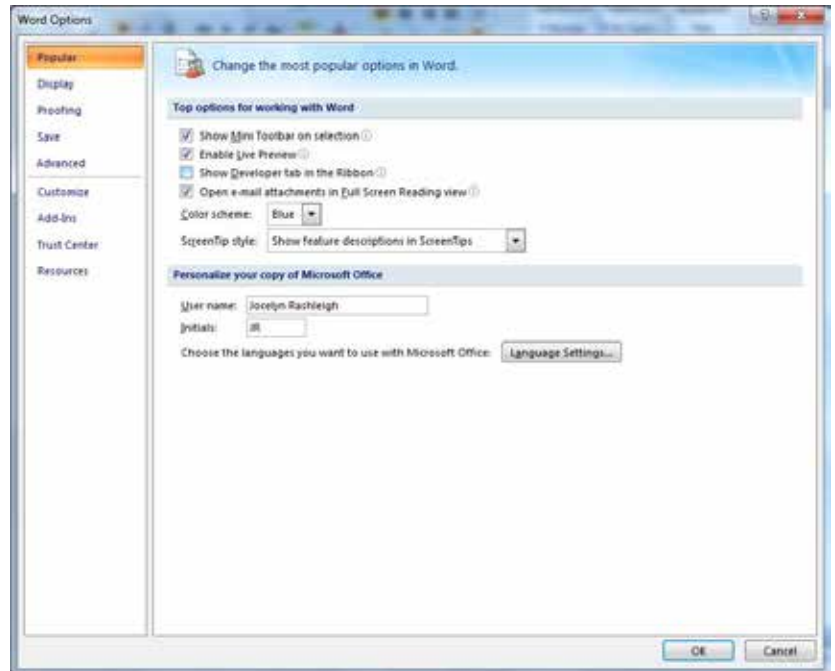 Word Options
Popular
Display
Proofing
Save
Advanced
Customize
Add-Ins
Trust Center
Resources
Change the most popular options in Word.
Top options for working with Word
Show Mini Toolbar on selection
Enable Live Preview
Show Developer tab in the Ribbon
Open e-mail attachments in Full Screen Reading view
Color scheme: Blue
ScreenTip style: Show feature descriptions in ScreenTips
Personalize your copy of Microsoft Office
User name: Jocelyn Rashleigh
Initials: JR
Choose the languages you want to use with Microsoft Office: Language Settings...
OK Cancel